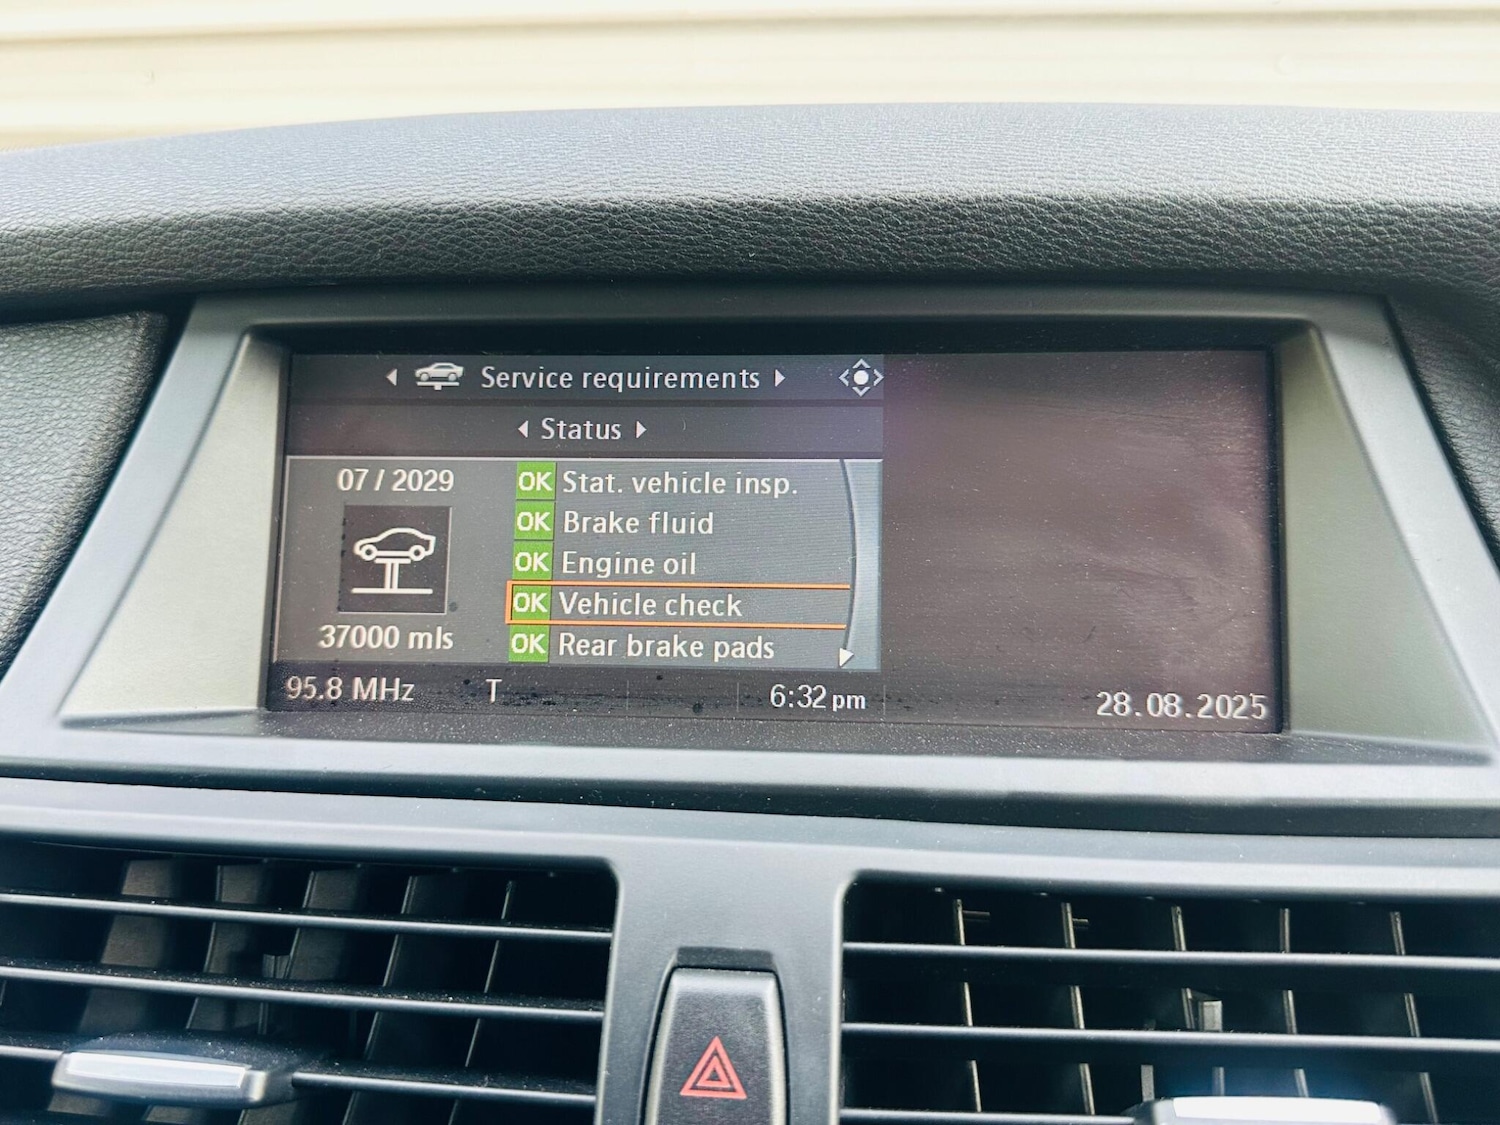 Service requirements
Status
07 / 2029
OK Stat. vehicle insp.
OK Brake fluid
OK Engine oil
OK Vehicle check
37000 mls
OK Rear brake pads
95.8 MHz T 6:32 pm 28.08.2025